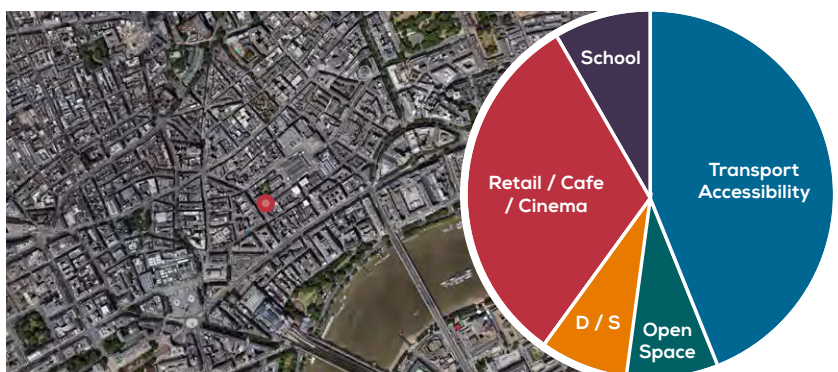 School
Transport
Accessibility
Retail / Cafe
/ Cinema
D / S
Open
Space